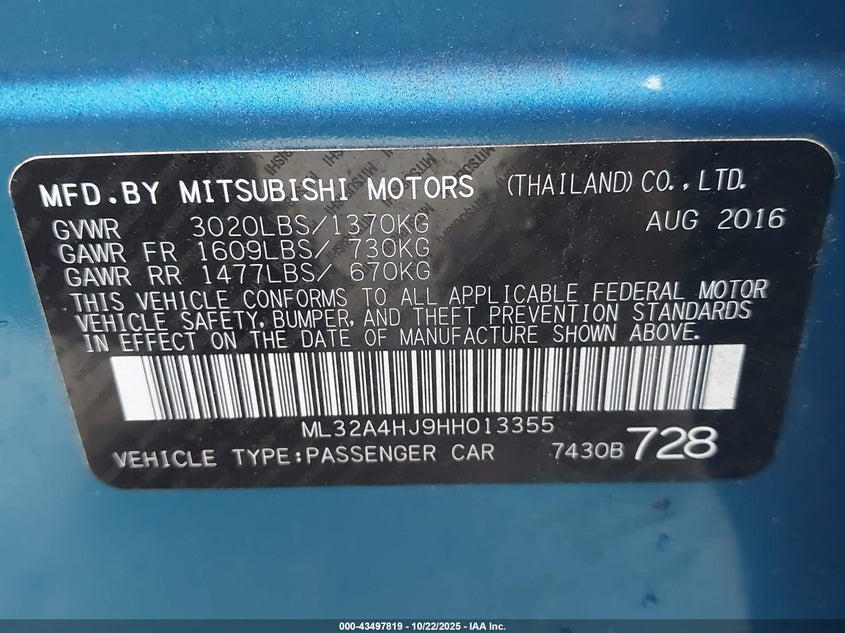 MFD.BY MITSUBISHI MOTORS (THAILAND) CO.,LTD.
GVWR 3020LBS/1370KG AUG 2016
GAWR FR 1609LBS/ 730KG
GAWR RR 1477LBS/ 670KG
THIS VEHICLE CONFORMS TO ALL APPLICABLE FEDERAL MOTOR
VEHICLE SAFETY, BUMPER, AND THEFT PREVENTION STANDARDS
IN EFFECT ON THE DATE OF MANUFACTURE SHOWN ABOVE.
ML32A4HJ9HH013355
VEHICLE TYPE:PASSENGER CAR 7430B 728
000-43497819 - 10/22/2025 - IAA Inc.